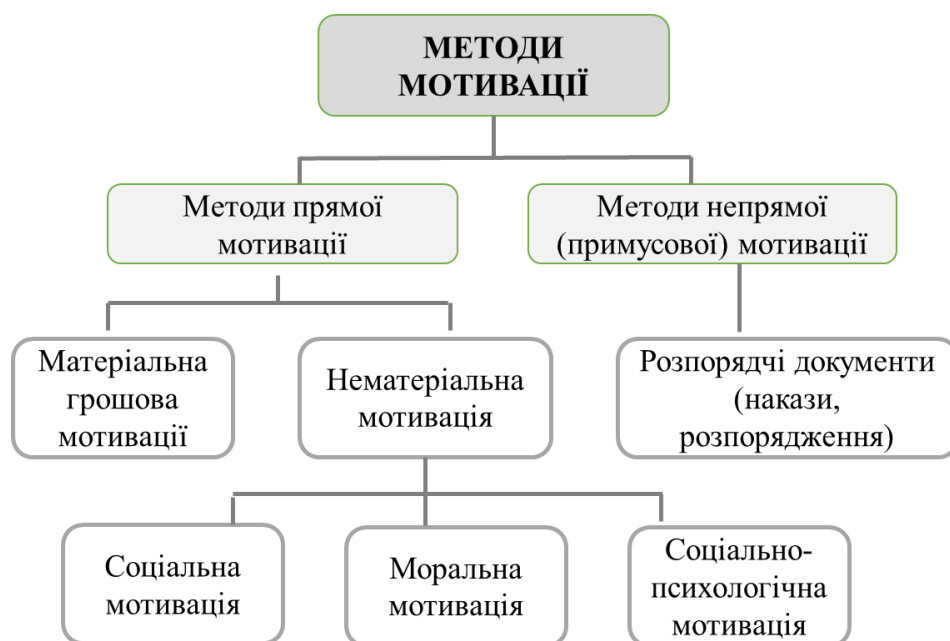 МЕТОДИ
МОТИВАЦІЇ
Методи прямої
мотивації
Методи непрямої
(примусової) мотивації
Матеріальна
грошова
мотивації
Нематеріальна
мотивація
Розпорядчі документи
(накази,
розпорядження)
Соціальна
мотивація
Моральна
мотивація
Соціально-
психологічна
мотивація